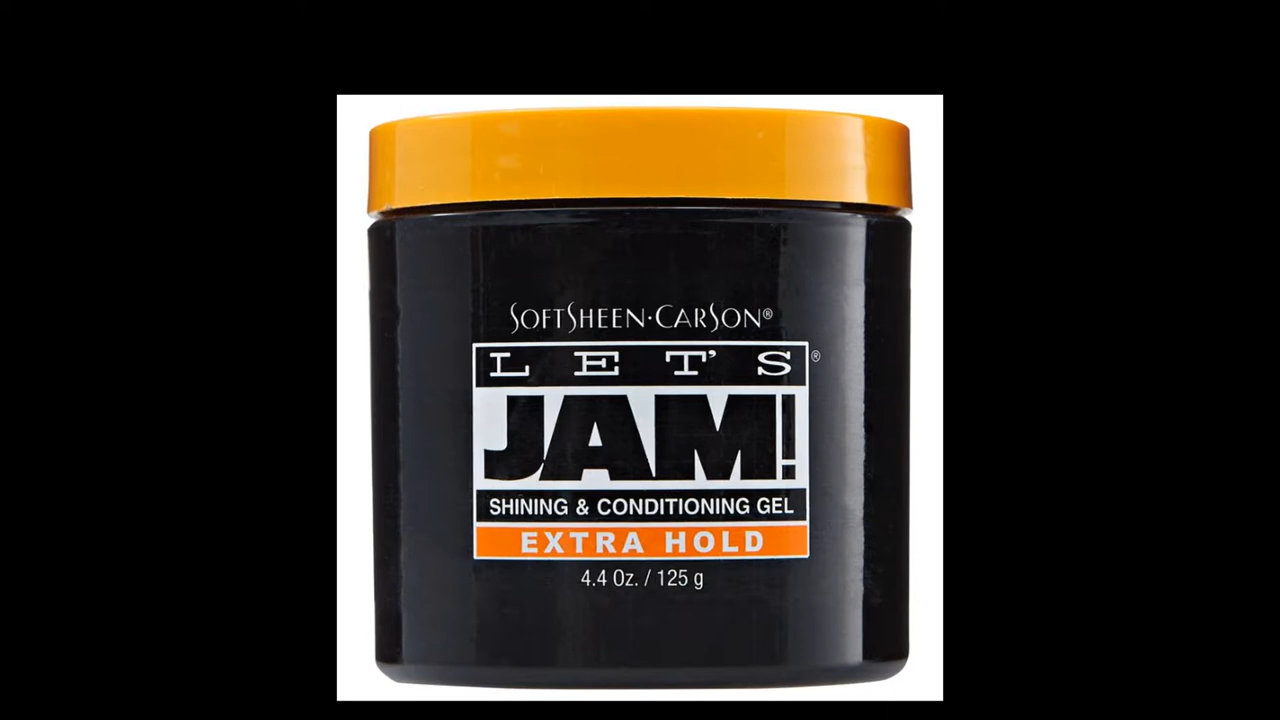 SOFTSHEEN·CARSON®
LET'S®
JAM!
SHINING & CONDITIONING GEL
EXTRA HOLD
4.4 Oz. / 125 g